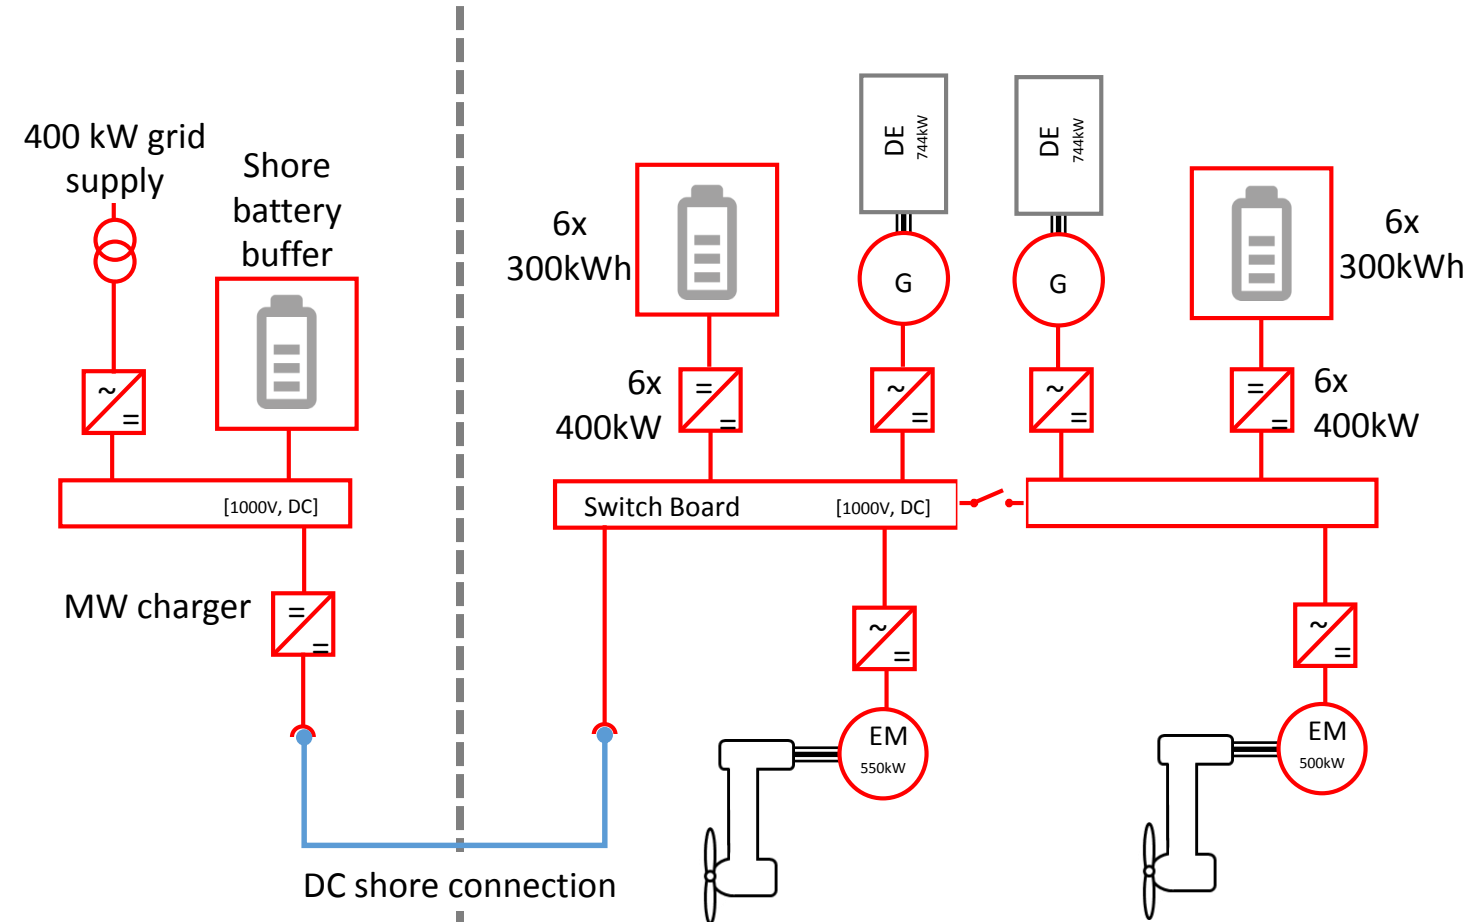 400 kW grid
supply
Shore
battery
buffer
~
=
[1000V, DC]
MW charger
=
=
DC shore connection
6x
300kWh
6x
400kW
=
=
DE
744kW
G
~
=
DE
744kW
G
~
=
6x
300kWh
=
=
6x
400kW
Switch Board
[1000V, DC]
~
=
EM
550kW
~
=
EM
500kW